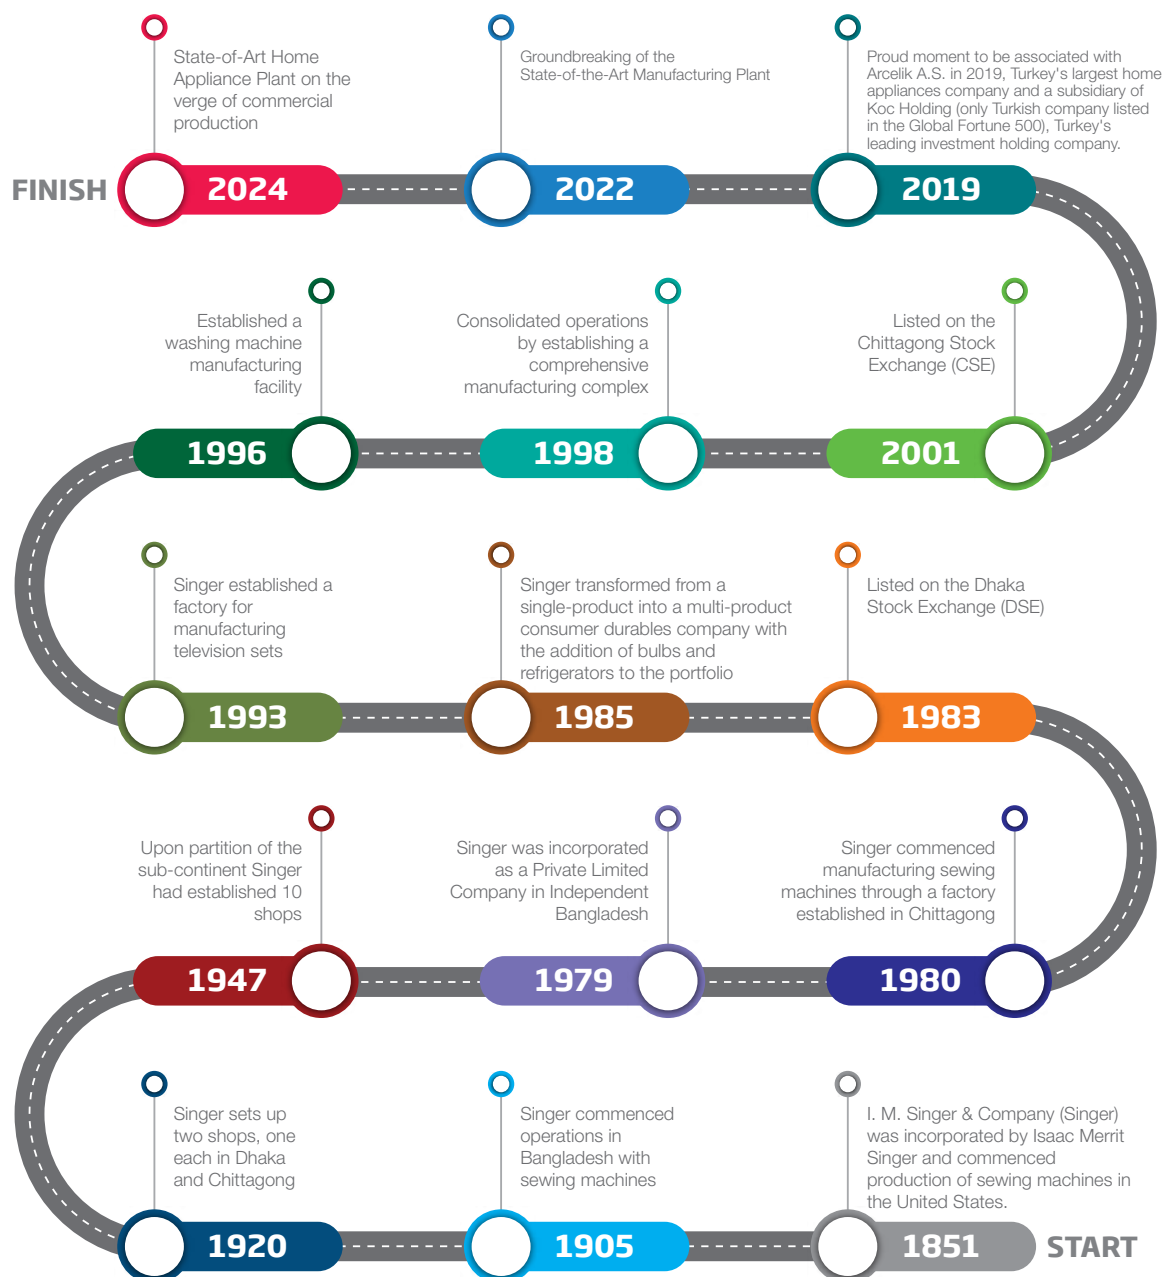 State-of-Art Home
Appliance Plant on the
verge of commercial
production
Groundbreaking of the
State-of-the-Art Manufacturing Plant
Proud moment to be associated with
Arcelik A.S. in 2019, Turkey's largest home
appliances company and a subsidiary of
Koc Holding (only Turkish company listed
in the Global Fortune 500), Turkey's
leading investment holding company.
FINISH
2024
2022
2019
Established a
washing machine
manufacturing
facility
Consolidated operations
by establishing a
comprehensive
manufacturing complex
Listed on the
Chittagong Stock
Exchange (CSE)
1996
1998
2001
Singer established a
factory for
manufacturing
television sets
Singer transformed from a
single-product into a multi-product
consumer durables company with
the addition of bulbs and
refrigerators to the portfolio
Listed on the Dhaka
Stock Exchange (DSE)
1993
1985
1983
Upon partition of the
sub-continent Singer
had established 10
shops
Singer was incorporated
as a Private Limited
Company in Independent
Bangladesh
Singer commenced
manufacturing sewing
machines through a factory
established in Chittagong
1947
1979
1980
Singer sets up
two shops, one
each in Dhaka
and Chittagong
Singer commenced
operations in
Bangladesh with
sewing machines
I. M. Singer & Company (Singer)
was incorporated by Isaac Merrit
Singer and commenced
production of sewing machines in
the United States.
1920
1905
1851
START